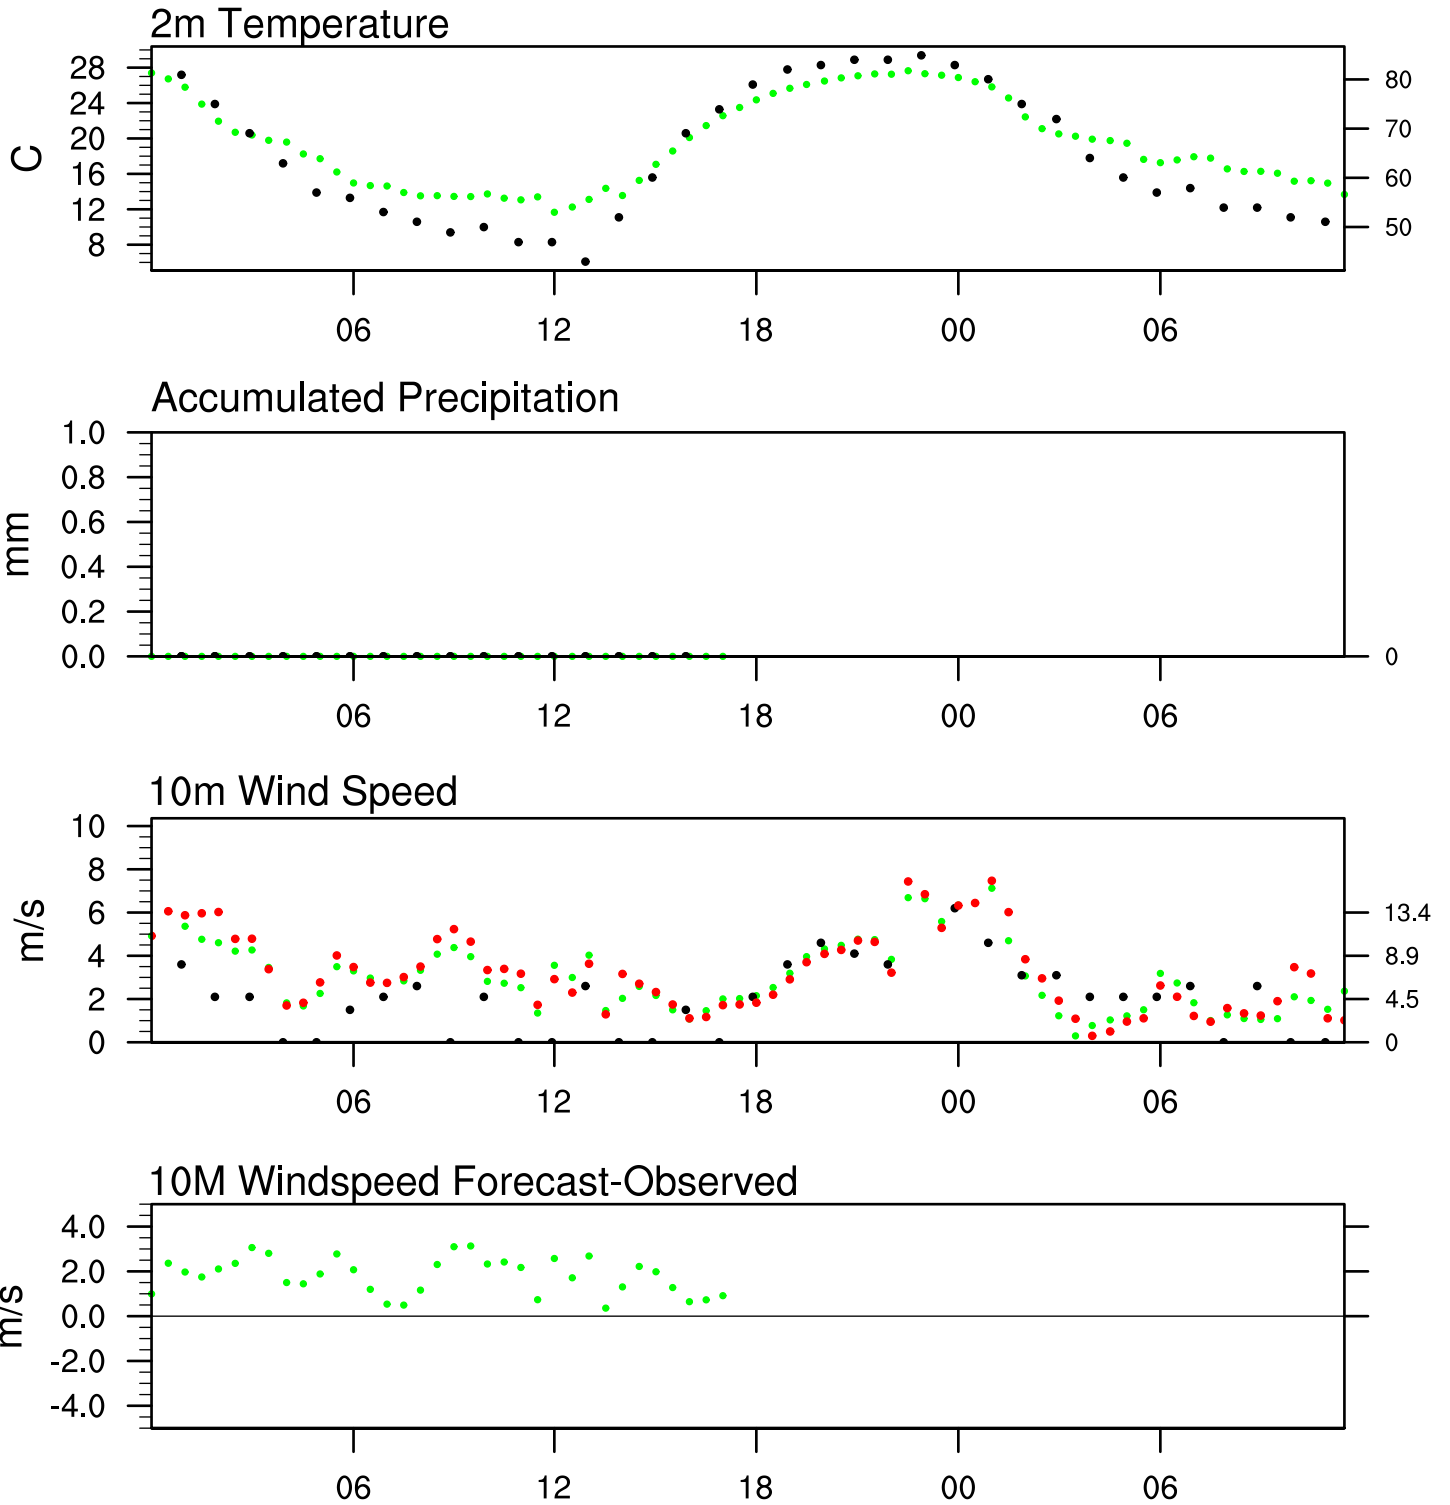 2m Temperature
28
24
20
16
12
8
C
80
70
60
50
06 12 18 00 06
Accumulated Precipitation
1.0
0.8
0.6
0.4
0.2
0.0
mm
0
06 12 18 00 06
10m Wind Speed
10
8
6
4
2
0
m/s
13.4
8.9
4.5
0
06 12 18 00 06
10M Windspeed Forecast-Observed
4.0
2.0
0.0
-2.0
-4.0
m/s
06 12 18 00 06